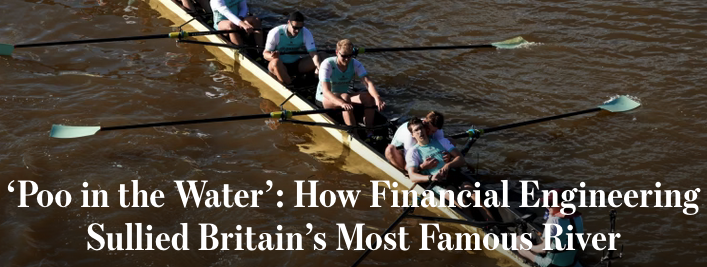 ‘Poo in the Water’: How Financial Engineering
Sullied Britain’s Most Famous River